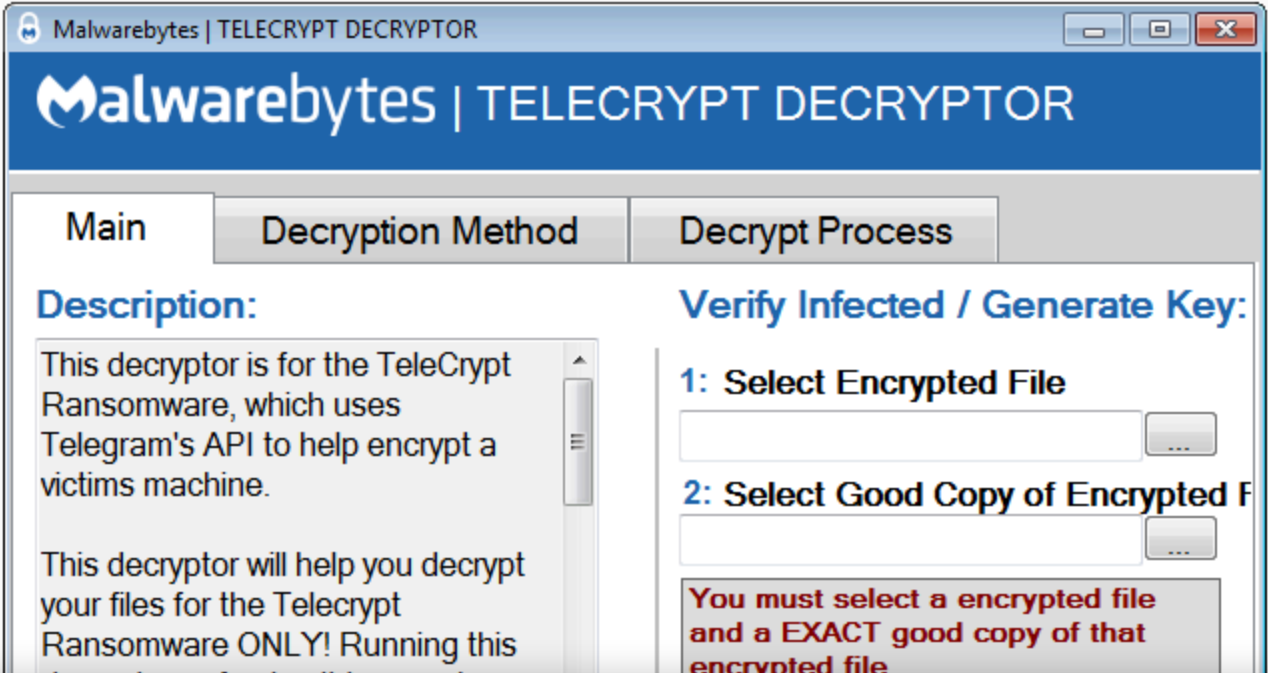 Malwarebytes | TELECRYPT DECRYPTOR
Malwarebytes | TELECRYPT DECRYPTOR
Main
Decryption Method
Decrypt Process
Description:
This decryptor is for the TeleCrypt
Ransomware, which uses
Telegram's API to help encrypt a
victims machine.
This decryptor will help you decrypt
your files for the Telecrypt
Ransomware ONLY! Running this
Verify Infected / Generate Key:
1: Select Encrypted File
...
2: Select Good Copy of Encrypted
...
You must select a encrypted file
and a EXACT good copy of that
encrypted file